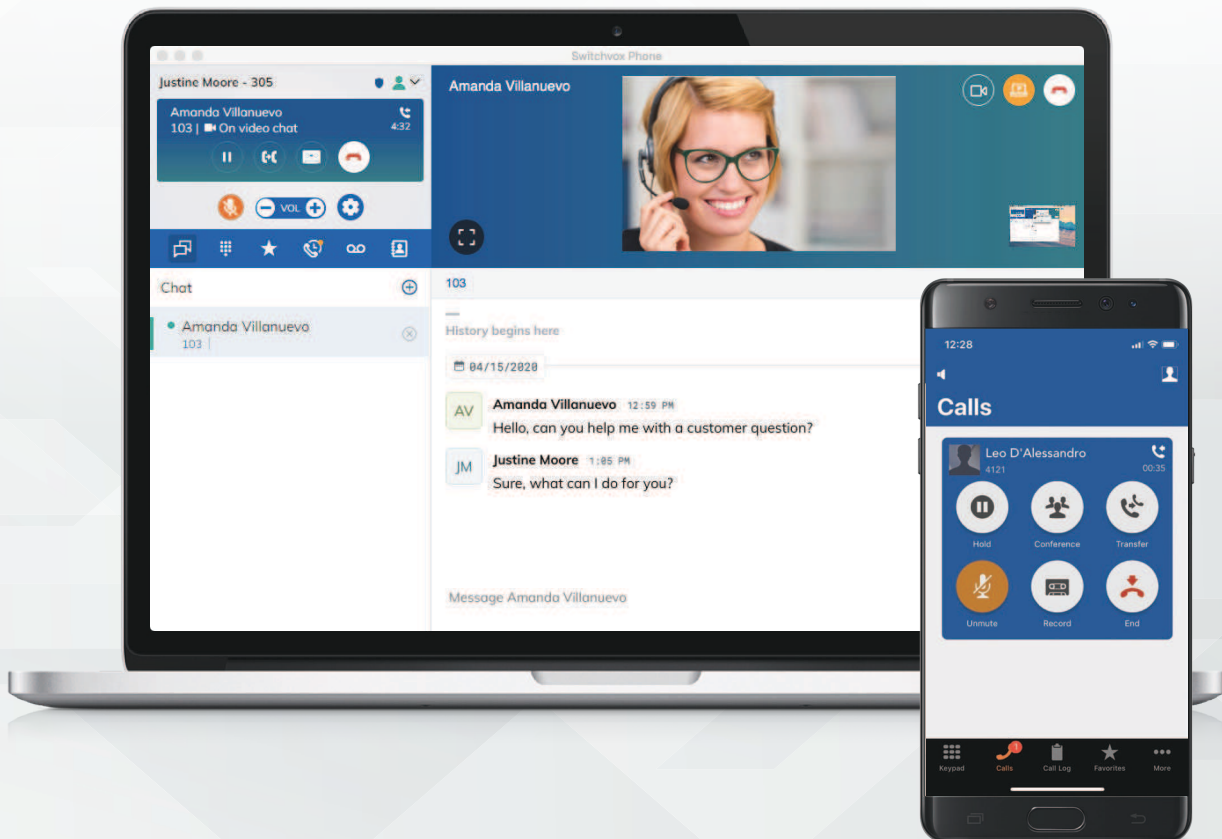 Switchvox Phone
Justine Moore - 305
Amanda Villanuevo
103 | On video chat
4:32
VOL
Chat
Amanda Villanuevo
103 |
Amanda Villanuevo
103
History begins here
04/15/2020
AV
Amanda Villanuevo 12:59 PM
Hello, can you help me with a customer question?
JM
Justine Moore 1:05 PM
Sure, what can I do for you?
Message Amanda Villanuevo
12:28
Calls
Leo D'Alessandro
4121
00:35
Hold Conference Transfer
Unmute Record End
1
Keypad Calls Call Log Favorites More